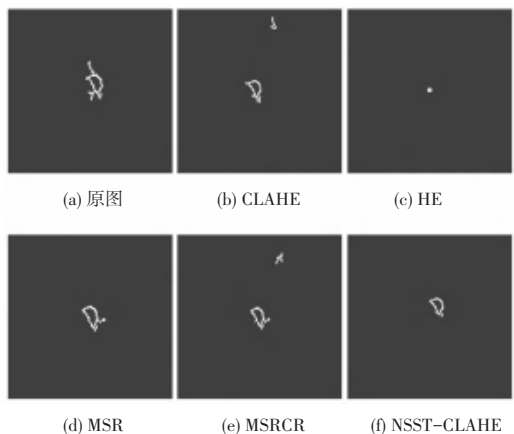 (a) 原图 (b) CLAHE (c) HE
(d) MSR (e) MSRCR (f) NSST-CLAHE